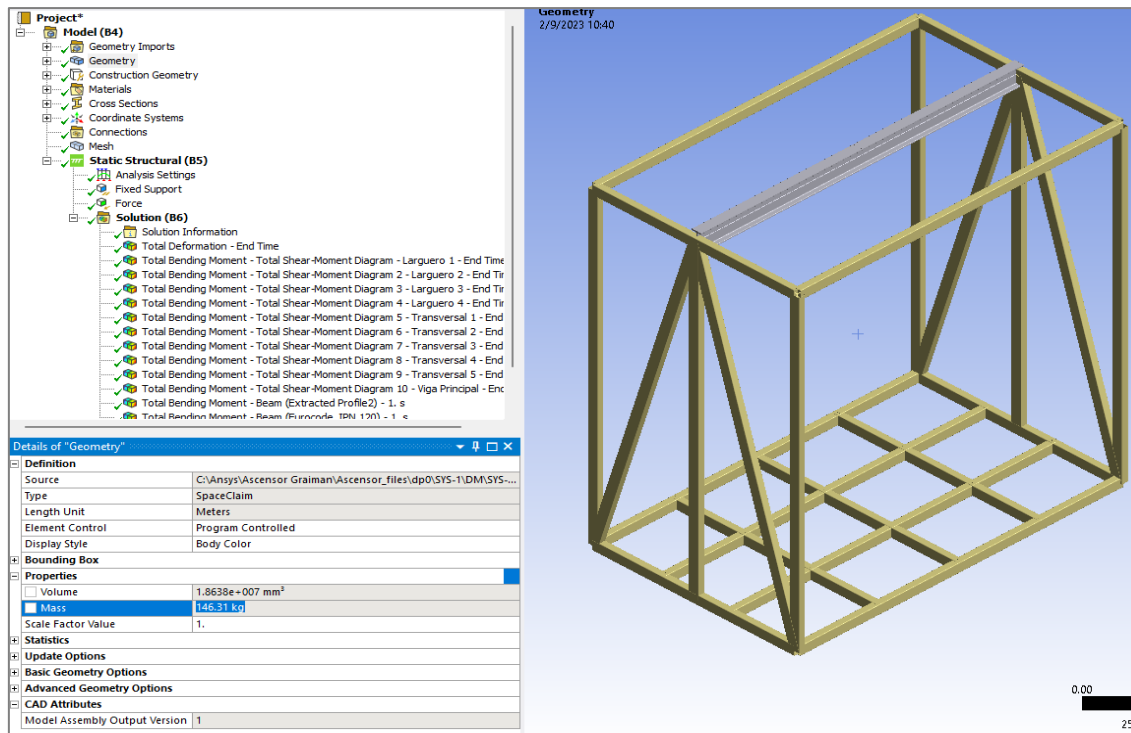 Project*
Model (B4)
Geometry Imports
Geometry
Construction Geometry
Materials
Cross Sections
Coordinate Systems
Connections
Mesh
Static Structural (B5)
Analysis Settings
Fixed Support
Force
Solution (B6)
Solution Information
Total Deformation - End Time
Total Bending Moment - Total Shear-Moment Diagram - Larguero 1 - End Time
Total Bending Moment - Total Shear-Moment Diagram 2 - Larguero 2 - End Tir
Total Bending Moment - Total Shear-Moment Diagram 3 - Larguero 3 - End Tir
Total Bending Moment - Total Shear-Moment Diagram 4 - Larguero 4 - End Tir
Total Bending Moment - Total Shear-Moment Diagram 5 - Transversal 1 - End
Total Bending Moment - Total Shear-Moment Diagram 6 - Transversal 2 - End
Total Bending Moment - Total Shear-Moment Diagram 7 - Transversal 3 - End
Total Bending Moment - Total Shear-Moment Diagram 8 - Transversal 4 - End
Total Bending Moment - Total Shear-Moment Diagram 9 - Transversal 5 - End
Total Bending Moment - Total Shear-Moment Diagram 10 - Viga Principal - Enc
Total Bending Moment - Beam (Extracted Profile2) - 1. s
Total Bending Moment - Beam (Eurocode, IPN 120) - 1. s
Details of "Geometry"
Definition
Source C:\Ansys\Ascensor Graiman\Ascensor_files\dp0\SYS-1\DM\SYS-...
Type SpaceClaim
Length Unit Meters
Element Control Program Controlled
Display Style Body Color
Bounding Box
Properties
Volume 1.8638e+007 mm³
Mass 146.31 kg
Scale Factor Value 1.
Statistics
Update Options
Basic Geometry Options
Advanced Geometry Options
CAD Attributes
Model Assembly Output Version 1
Geometry
2/9/2023 10:40
0.00
25